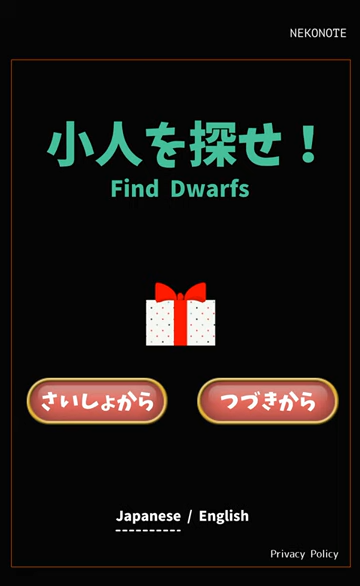 NEKONOTE
小人を探せ！
Find Dwarfs
さいしょから
つづきから
Japanese / English
Privacy Policy